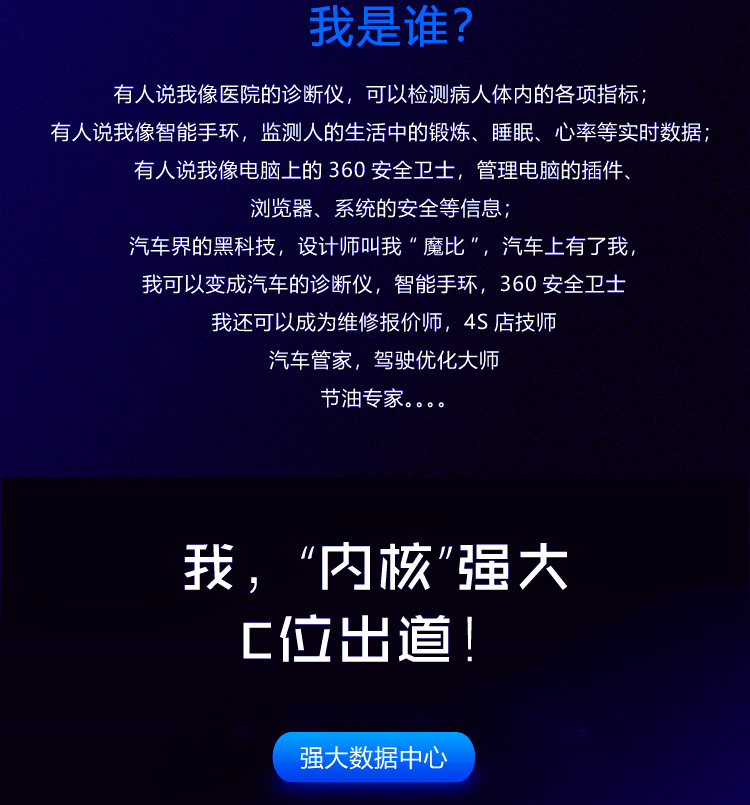 我是谁？
有人说我像医院的诊断仪，可以检测病人体内的各项指标；
有人说我像智能手环，监测人的生活中的锻炼、睡眠、心率等实时数据；
有人说我像电脑上的 360 安全卫士，管理电脑的插件、
浏览器、系统的安全等信息；
汽车界的黑科技，设计师叫我 “ 魔比 ”，汽车上有了我，
我可以变成汽车的诊断仪，智能手环，360 安全卫士
我还可以成为维修报价师，4S 店技师
汽车管家，驾驶优化大师
节油专家。。。。
我，“内核”强大
C位出道！
强大数据中心